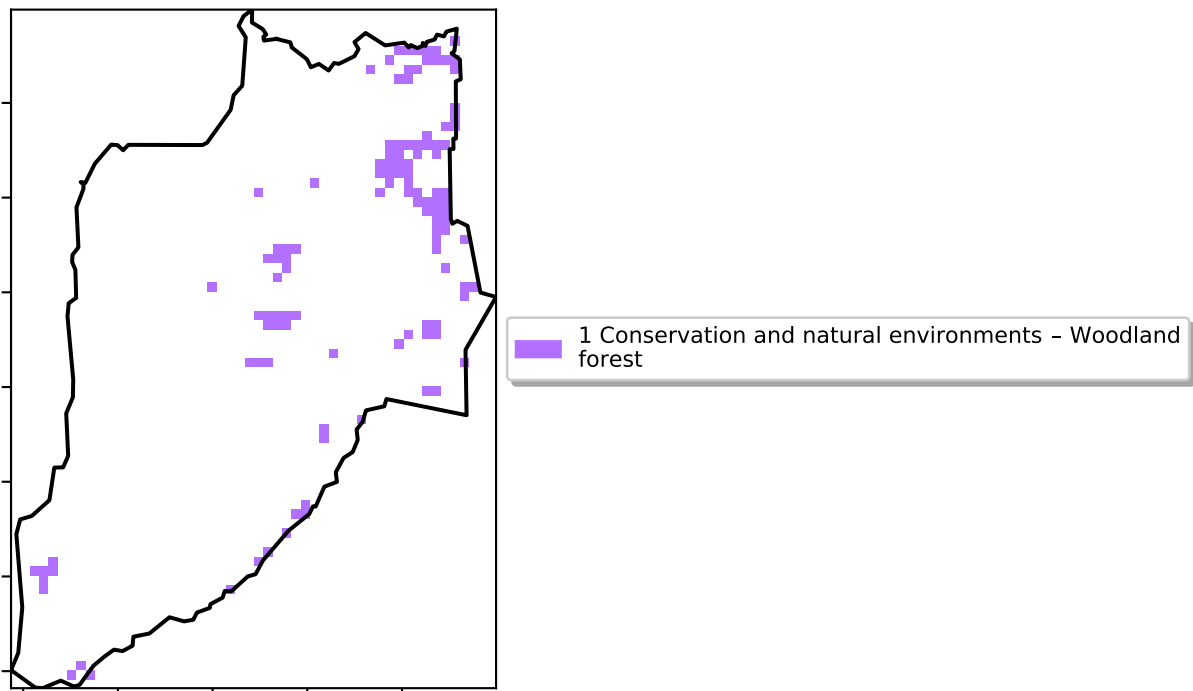 1 Conservation and natural environments – Woodland
forest